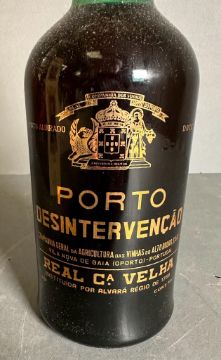 PORTO
DESINTERVENÇÃO
COMPANHIA GERAL DA AGRICULTURA DAS VINHAS DO ALTO DOURO
VILA NOVA DE GAIA (OPORTO) - PORTUGAL
REAL Cª VELHA
INSTITUIDA POR ALVARÁ RÉGIO DE